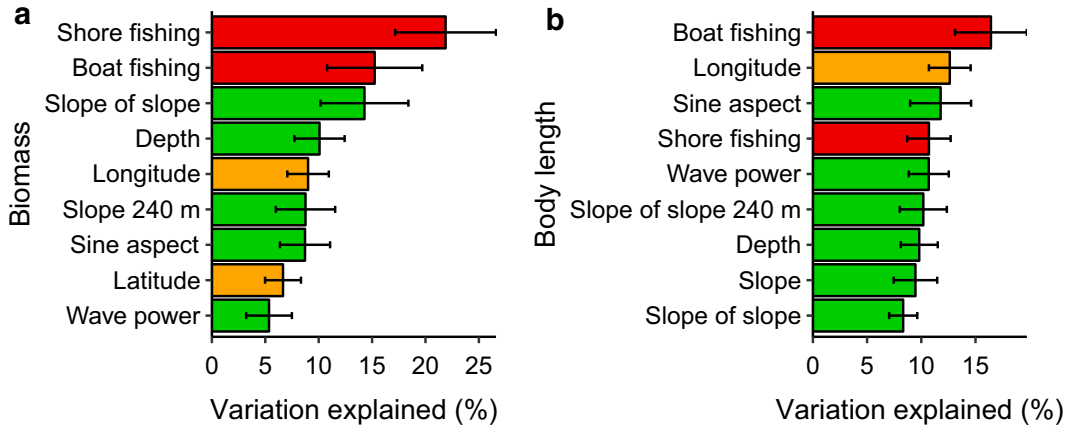 a
Biomass
Shore fishing
Boat fishing
Slope of slope
Depth
Longitude
Slope 240 m
Sine aspect
Latitude
Wave power
0 5 10 15 20 25
Variation explained (%)
b
Body length
Boat fishing
Longitude
Sine aspect
Shore fishing
Wave power
Slope of slope 240 m
Depth
Slope
Slope of slope
0 5 10 15
Variation explained (%)